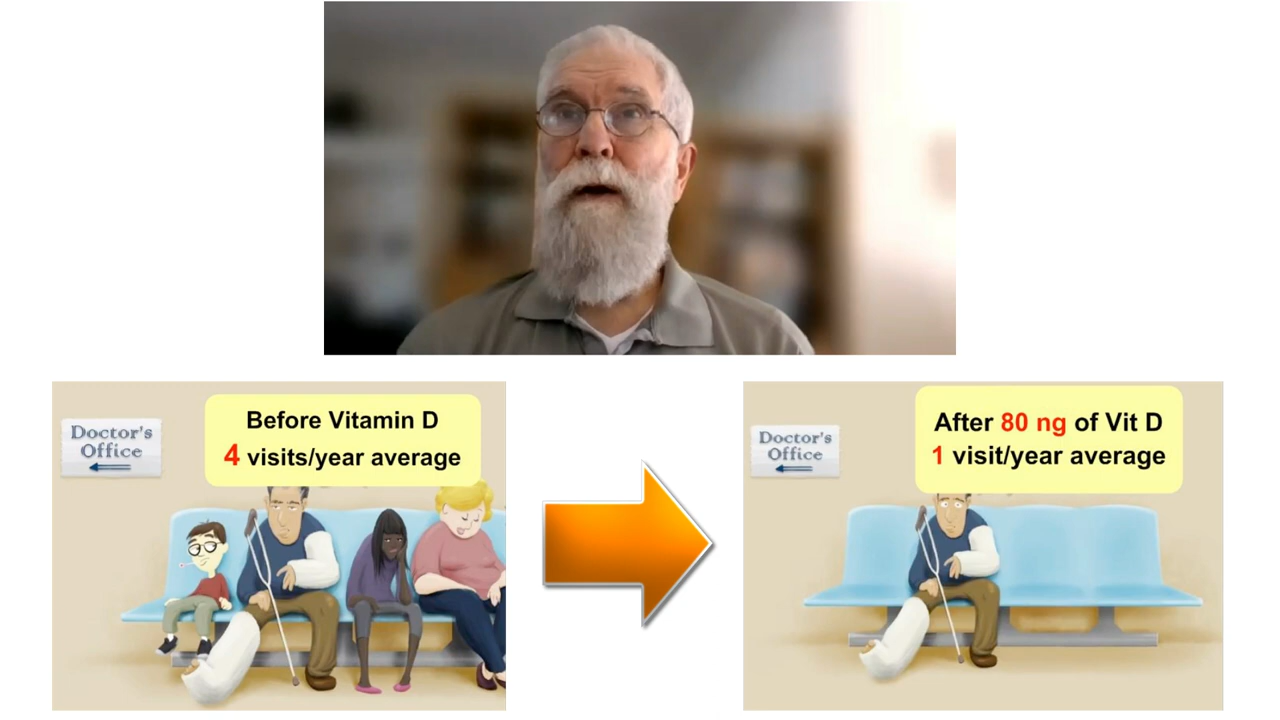 Doctor's
Office
Before Vitamin D
4 visits/year average
Doctor's
Office
After 80 ng of Vit D
1 visit/year average